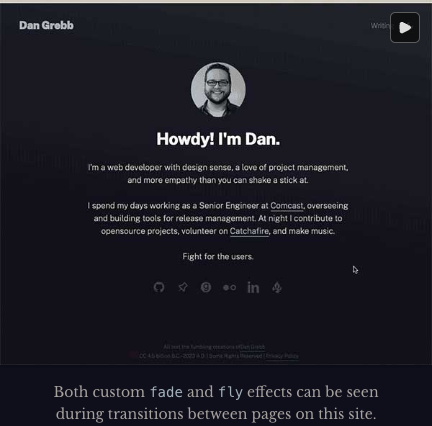 Dan Grebb
Howdy! I'm Dan.
I'm a web developer with design sense, a love of project management,
and more empathy than you can shake a stick at.
I spend my days working as a Senior Engineer at Comcast, overseeing
and building tools for release management. At night I contribute to
opensource projects, volunteer on Catchafire, and make music.
Fight for the users.
Both custom fade and fly effects can be seen
during transitions between pages on this site.